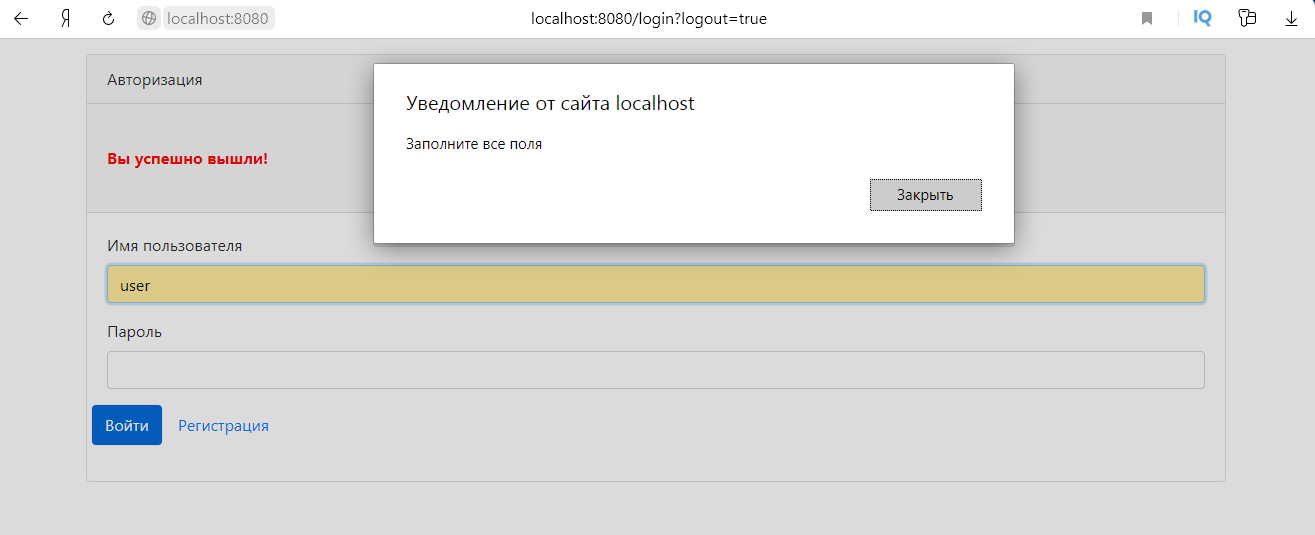 Я localhost:8080 localhost:8080/login?logout=true IQ
Авторизация
Уведомление от сайта localhost
Заполните все поля
Закрыть
Вы успешно вышли!
Имя пользователя
user
Пароль
Войти Регистрация